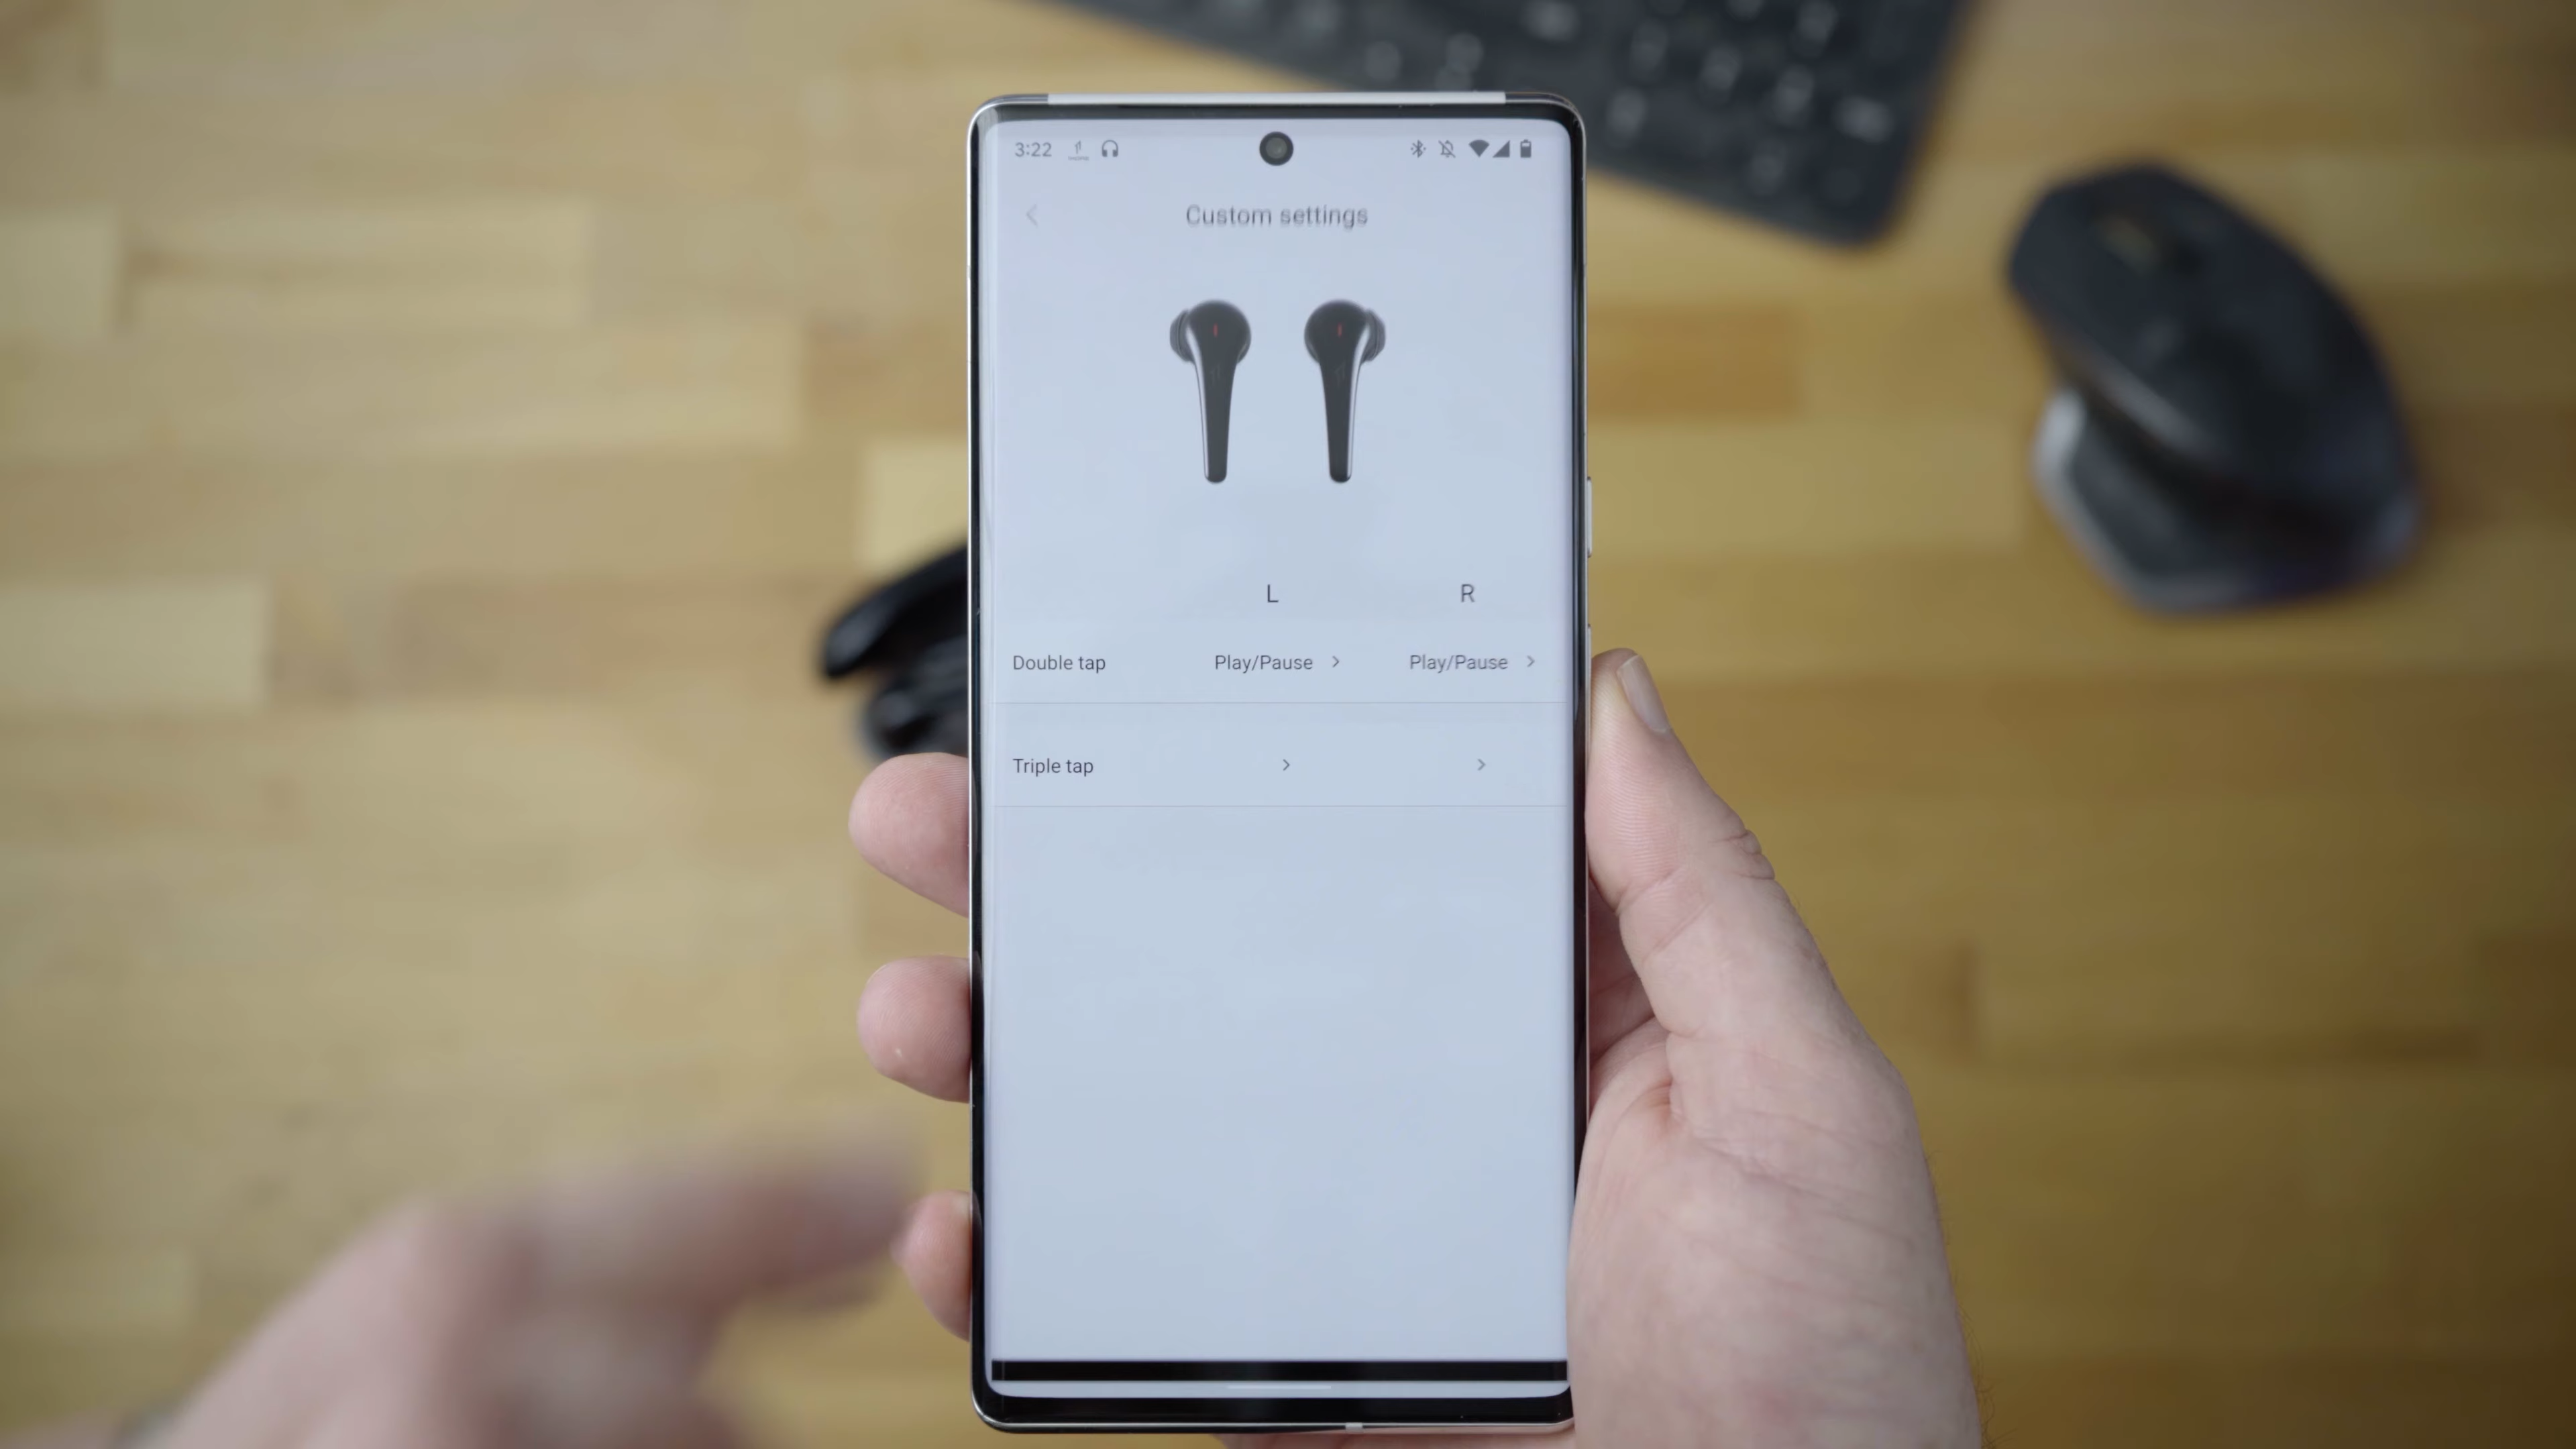 3:22
Custom settings
L R
Double tap Play/Pause > Play/Pause >
Triple tap > >